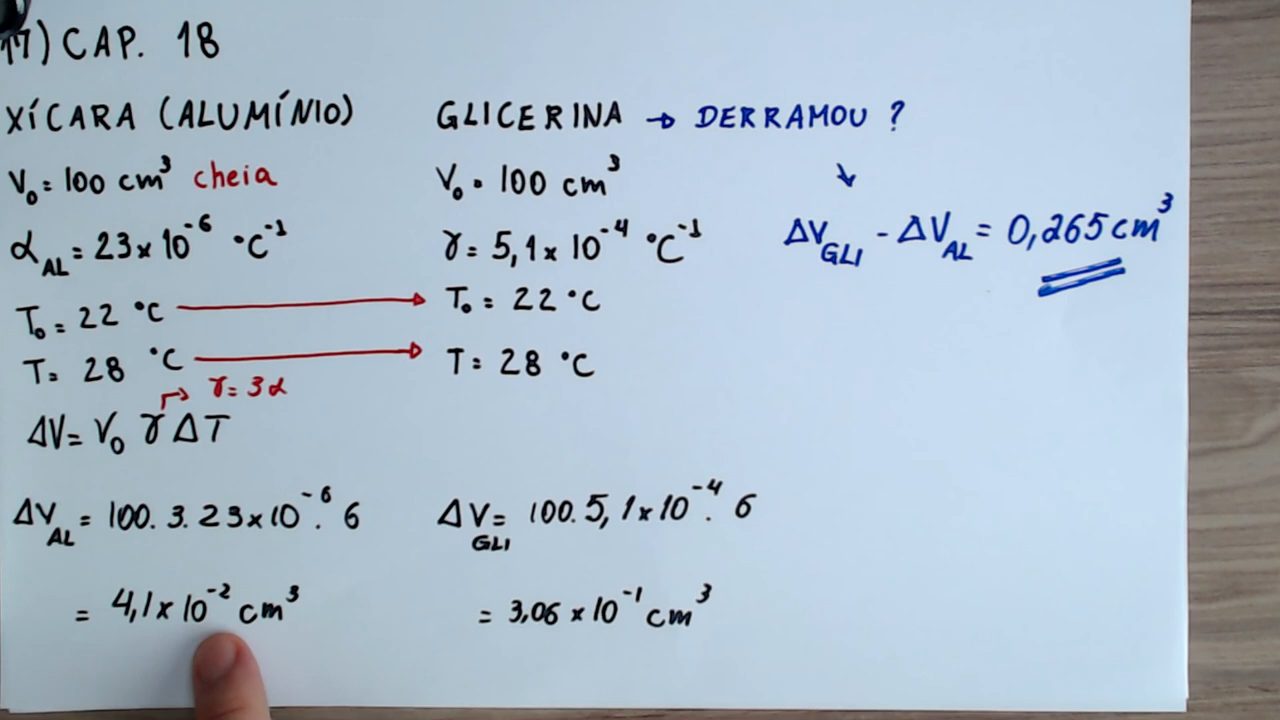 17) CAP. 18
XÍCARA (ALUMÍNIO)
V₀= 100 cm³ cheia
α_AL = 23 x 10⁻⁶ °C⁻¹
T₀ = 22 °C
T= 28 °C
γ= 3α
ΔV= V₀ γ ΔT
ΔV_AL = 100. 3. 23 x 10⁻⁶. 6
= 4,1 x 10⁻² cm³
GLICERINA → DERRAMOU ?
V₀ = 100 cm³
γ = 5,1 x 10⁻⁴ °C⁻¹
T₀ = 22 °C
T= 28 °C
ΔV_GLI = 100. 5,1 x 10⁻⁴. 6
= 3,06 x 10⁻¹ cm³
ΔV_GLI - ΔV_AL = 0,265 cm³